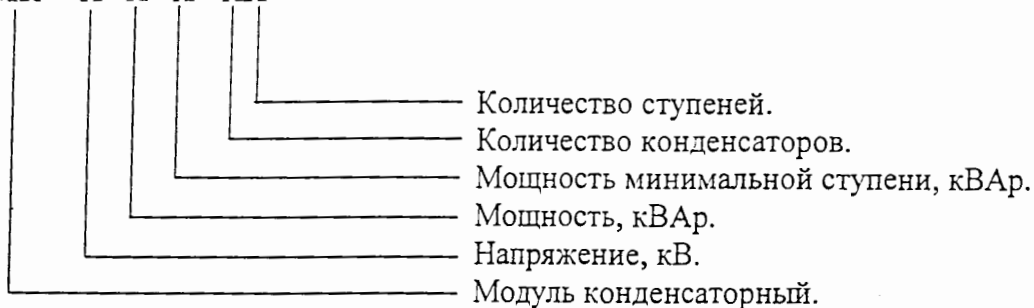 Количество ступеней.
Количество конденсаторов.
Мощность минимальной ступени, кВАр.
Мощность, кВАр.
Напряжение, кВ.
Модуль конденсаторный.